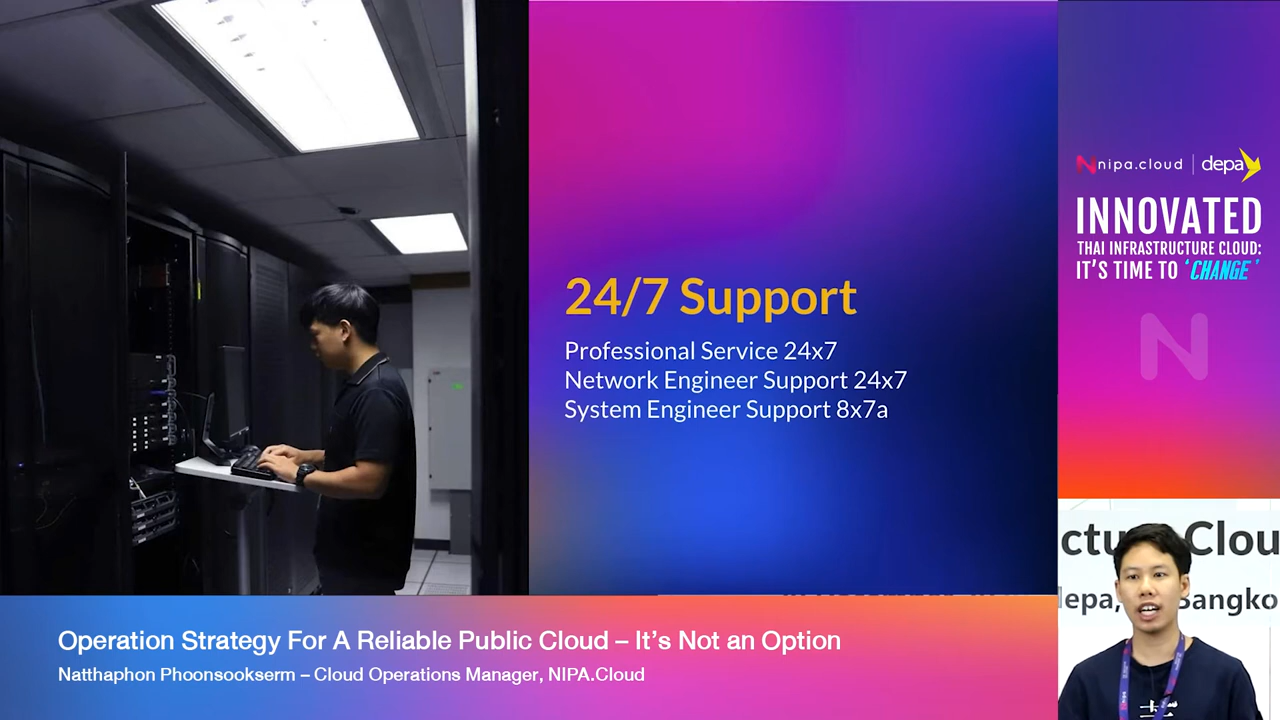 24/7 Support
Professional Service 24x7
Network Engineer Support 24x7
System Engineer Support 8x7a
Operation Strategy For A Reliable Public Cloud – It's Not an Option
Natthaphon Phoonsookserm – Cloud Operations Manager, NIPA.Cloud
nipa.cloud | depa
INNOVATED
THAI INFRASTRUCTURE CLOUD:
IT'S TIME TO 'CHANGE'
N